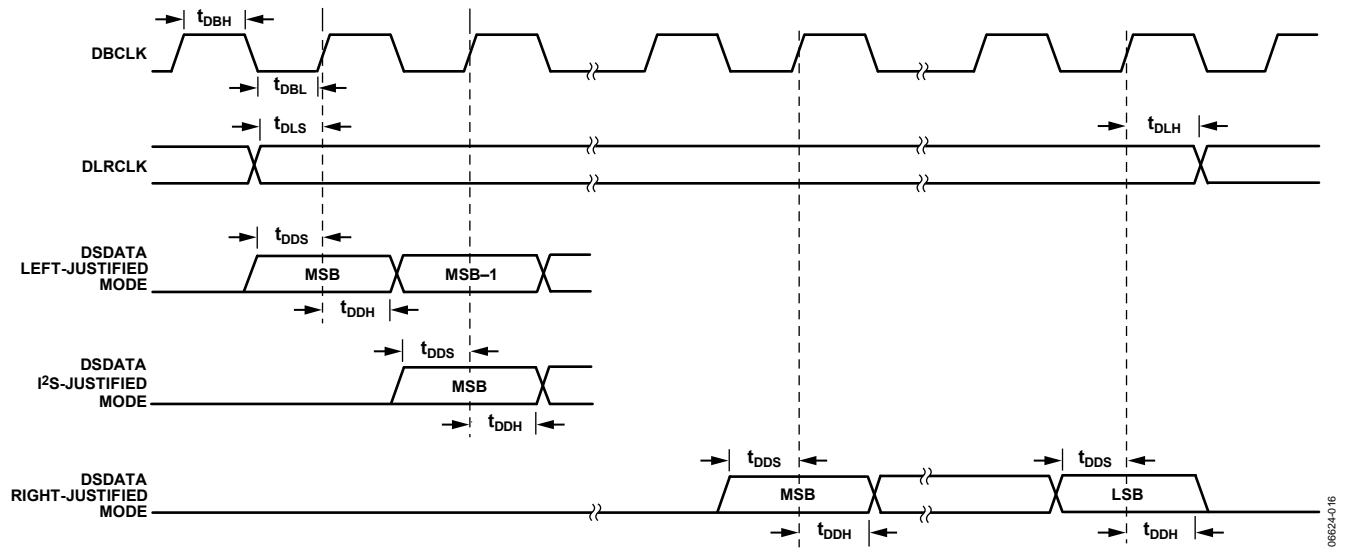 tDBH
DBCLK
tDBL
tDLS
tDLH
DLRCLK
tDDS
DSDATA
LEFT-JUSTIFIED
MODE
MSB
MSB–1
tDDH
tDDS
DSDATA
I2S-JUSTIFIED
MODE
MSB
tDDH
tDDS
tDDS
DSDATA
RIGHT-JUSTIFIED
MODE
MSB
LSB
tDDH
tDDH
06624-016